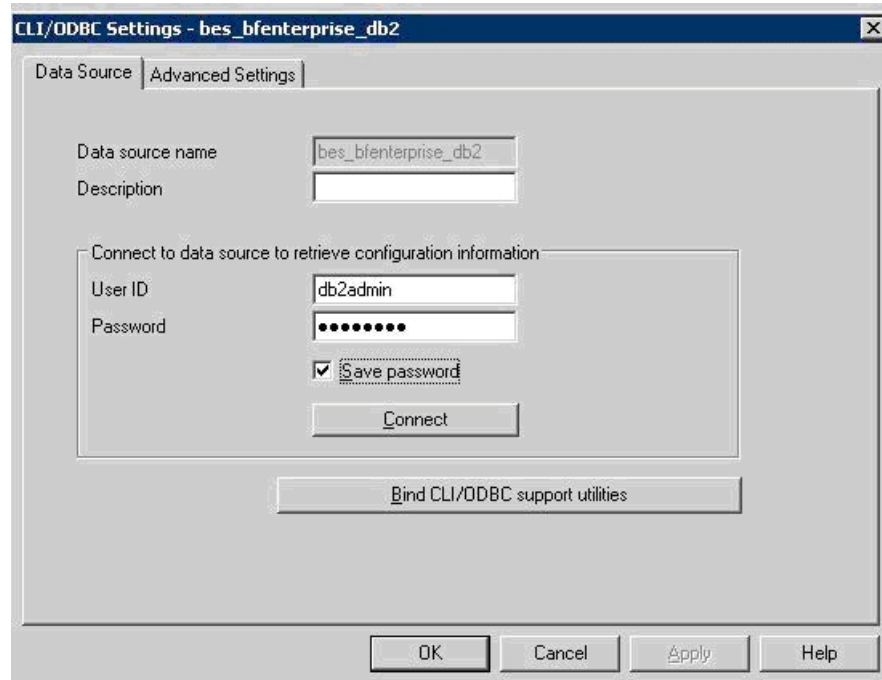 CLI/ODBC Settings - bes_bfenterprise_db2
Data Source
Advanced Settings
Data source name
bes_bfenterprise_db2
Description
Connect to data source to retrieve configuration information
User ID
db2admin
Password
●●●●●●●●
Save password
Connect
Bind CLI/ODBC support utilities
OK
Cancel
Apply
Help